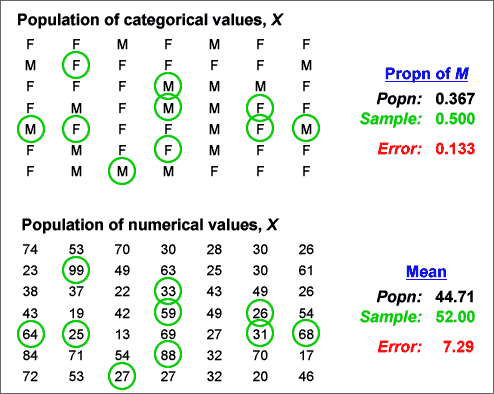 Population of categorical values, X
F F M F M F F
M F F F F F F
F F F M M M F
F M F M M F F
M F F F M F M
F M F F M F F
F M M M F F F
Propn of M
Popn: 0.367
Sample: 0.500
Error: 0.133
Population of numerical values, X
74 53 70 30 28 30 26
23 99 49 63 25 30 61
38 37 22 33 43 49 26
43 19 42 59 49 26 54
64 25 13 69 27 31 68
84 71 54 88 32 70 17
72 53 27 27 32 20 46
Mean
Popn: 44.71
Sample: 52.00
Error: 7.29